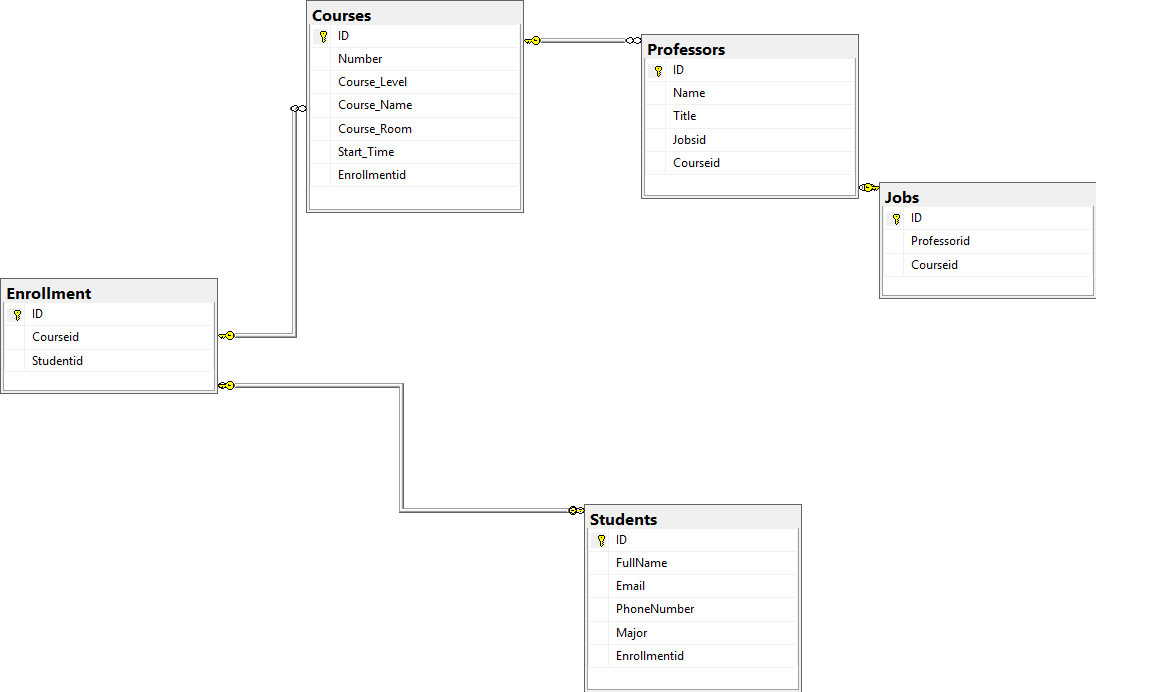 Courses
ID
Number
Course_Level
Course_Name
Course_Room
Start_Time
Enrollmentid
Professors
ID
Name
Title
Jobsid
Courseid
Jobs
ID
Professorid
Courseid
Enrollment
ID
Courseid
Studentid
Students
ID
FullName
Email
PhoneNumber
Major
Enrollmentid